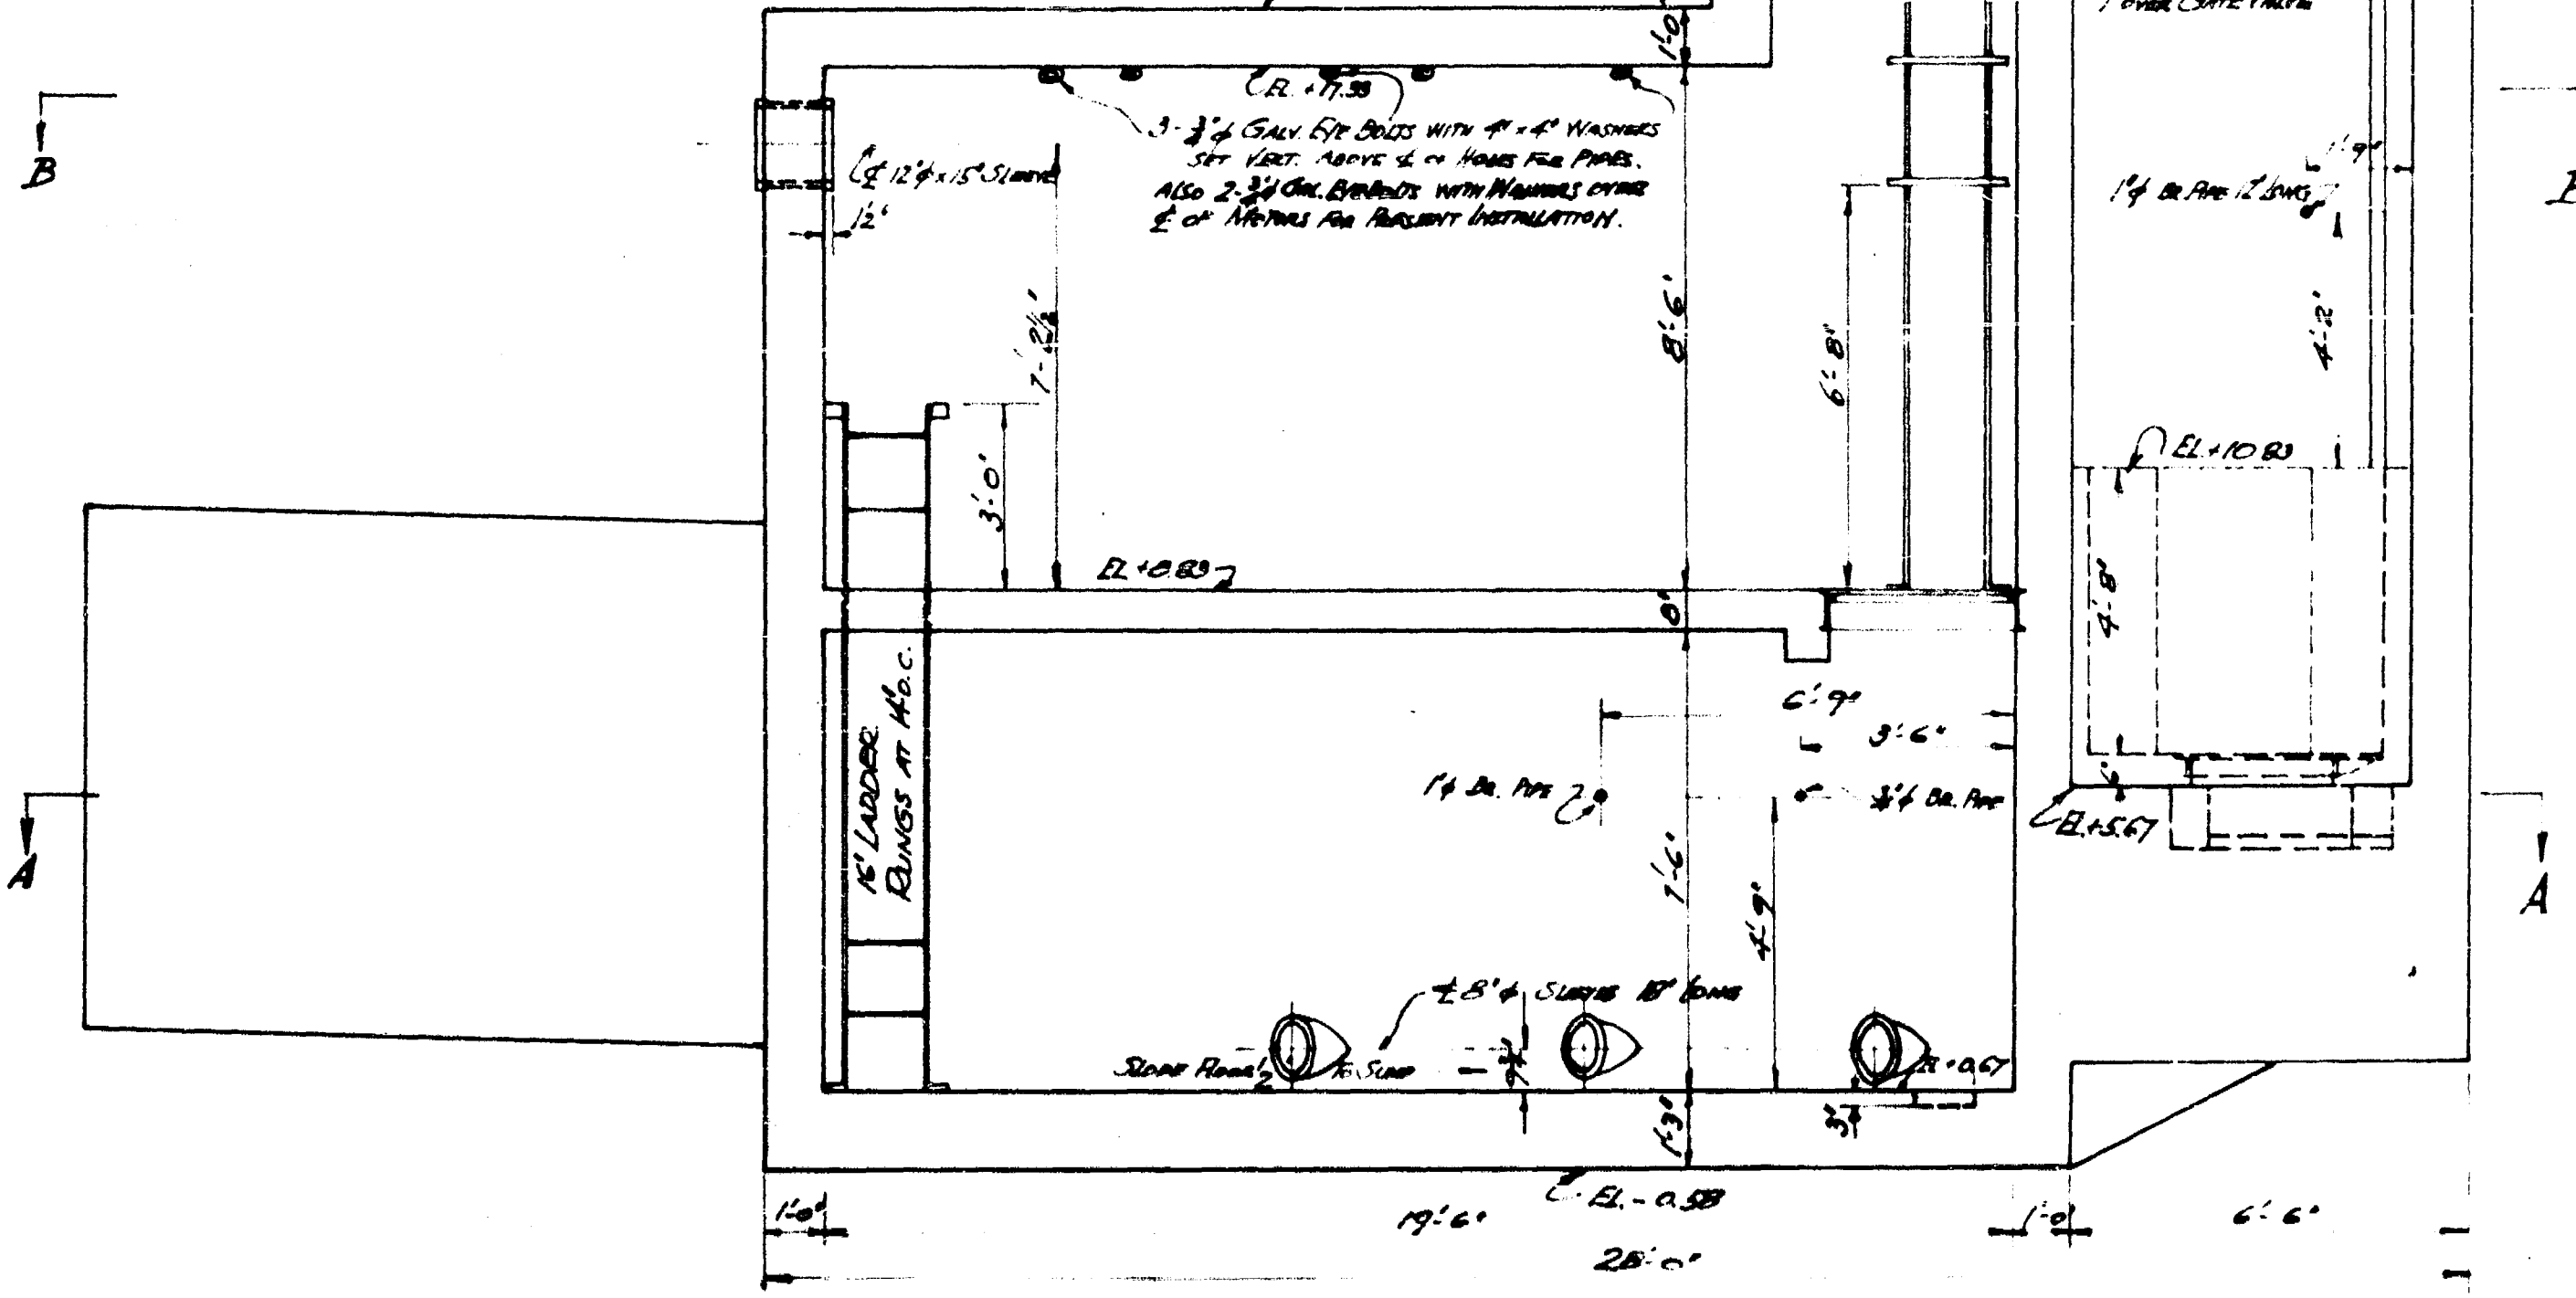 1'-0
B
EL. +17.33
3-¾"ϕ GALV. EYE BOLTS WITH 4" x 4" WASHERS
SET VERT. ABOVE ℄ OF HOLES FOR PIPES.
ALSO 2-¾"ϕ GAL. EYEBOLTS WITH WASHERS OVER
℄ OF MOTORS FOR PRESENT INSTALLATION.
℄ 12"ϕ x 15" SLEEVE
½"
1'-9"
1"ϕ BR. PIPE 12" LONG
7'-2½"
8'-6"
6'-8"
4'-2"
3'-0"
EL +10.83
EL +8.83
8"
4'-8"
16' LADDER
RUNGS AT 14" O.C.
6'-9"
3'-6"
1"ϕ BR. PIPE
¾"ϕ BR. PIPE
6"
EL. +5.67
A
A
7'-6"
4'-9"
℄ 8"ϕ SLEEVES 18" LONG
SLOPE FLOOR ½ TO SUMP
EL +0.67
1'-3"
3"
EL. -0.58
1'-0"
19'-6"
1'-0
6'-6"
28'-0"